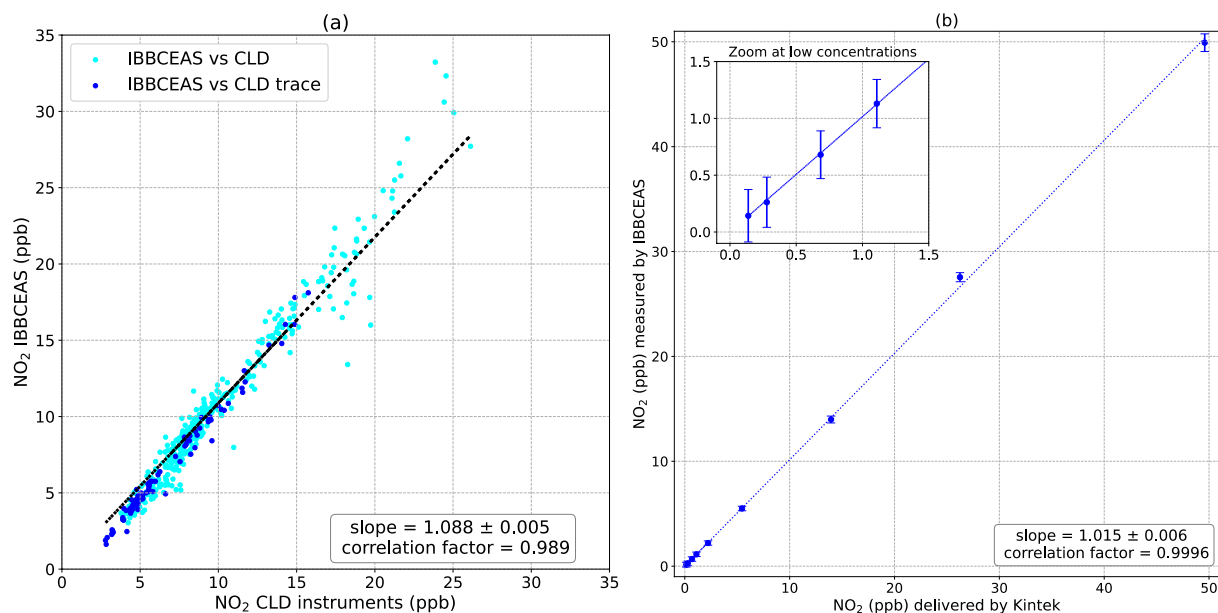 (a)
IBBCEAS vs CLD
IBBCEAS vs CLD trace
35
30
25
20
15
10
5
0
NO₂ IBBCEAS (ppb)
slope = 1.088 ± 0.005
correlation factor = 0.989
0 5 10 15 20 25 30 35
NO₂ CLD instruments (ppb)
(b)
Zoom at low concentrations
1.5
1.0
0.5
0.0
0.0 0.5 1.0 1.5
50
40
30
20
10
0
NO₂ (ppb) measured by IBBCEAS
slope = 1.015 ± 0.006
correlation factor = 0.9996
0 10 20 30 40 50
NO₂ (ppb) delivered by Kintek